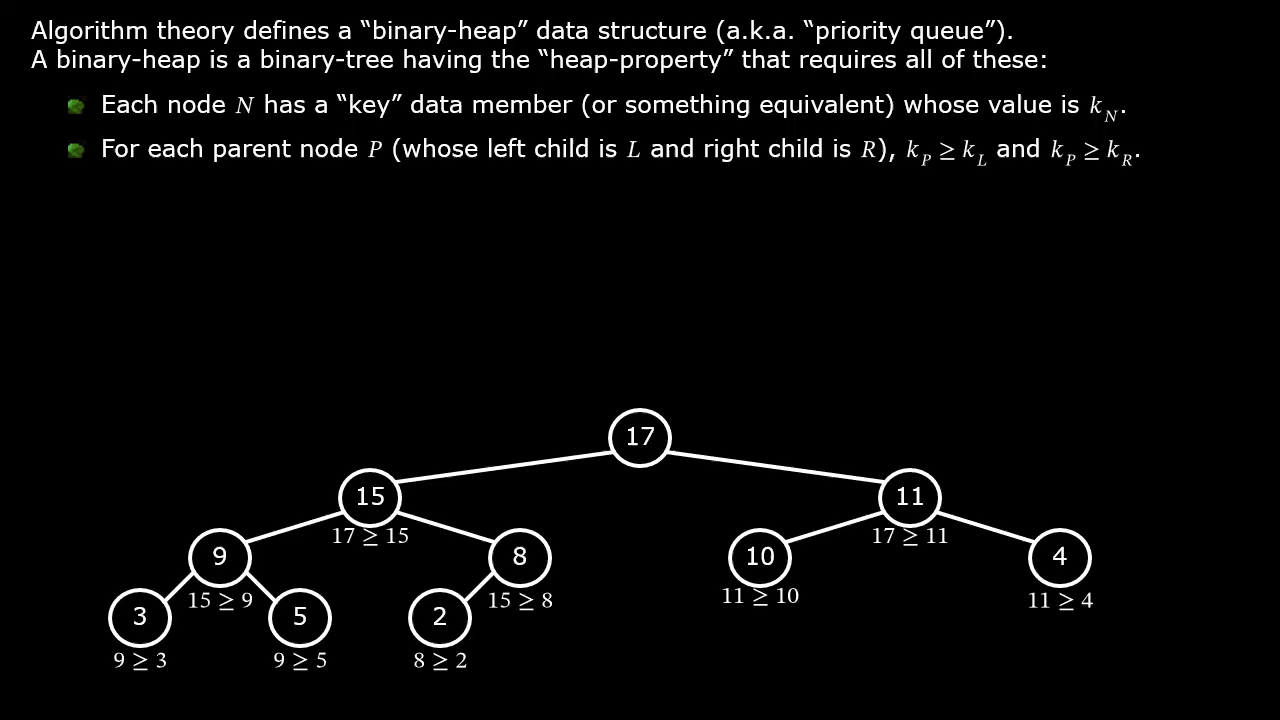 Algorithm theory defines a “binary-heap” data structure (a.k.a. “priority queue”).
A binary-heap is a binary-tree having the “heap-property” that requires all of these:
Each node N has a “key” data member (or something equivalent) whose value is k_N.
For each parent node P (whose left child is L and right child is R), k_P ≥ k_L and k_P ≥ k_R.
17
15 11
17 ≥ 15 17 ≥ 11
9 8 10 4
15 ≥ 9 15 ≥ 8 11 ≥ 10 11 ≥ 4
3 5 2
9 ≥ 3 9 ≥ 5 8 ≥ 2